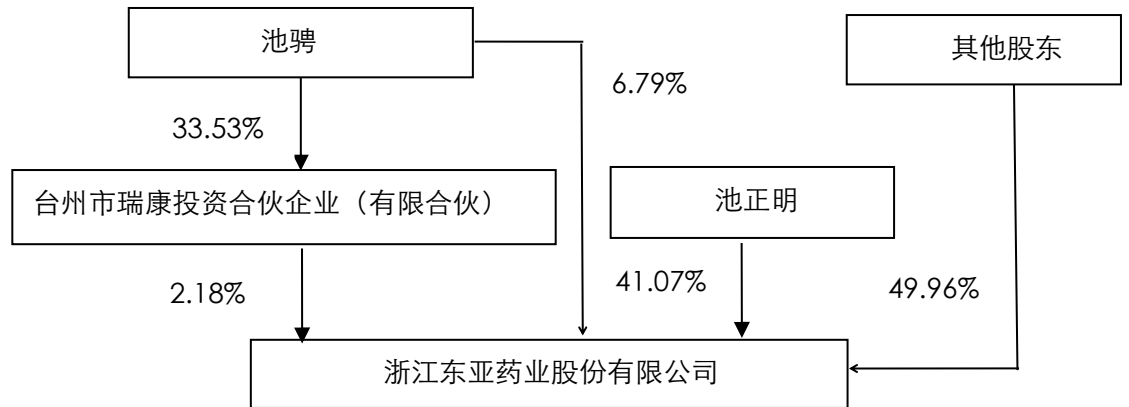 池骋
其他股东
6.79%
33.53%
台州市瑞康投资合伙企业（有限合伙）
池正明
2.18%
41.07%
49.96%
浙江东亚药业股份有限公司